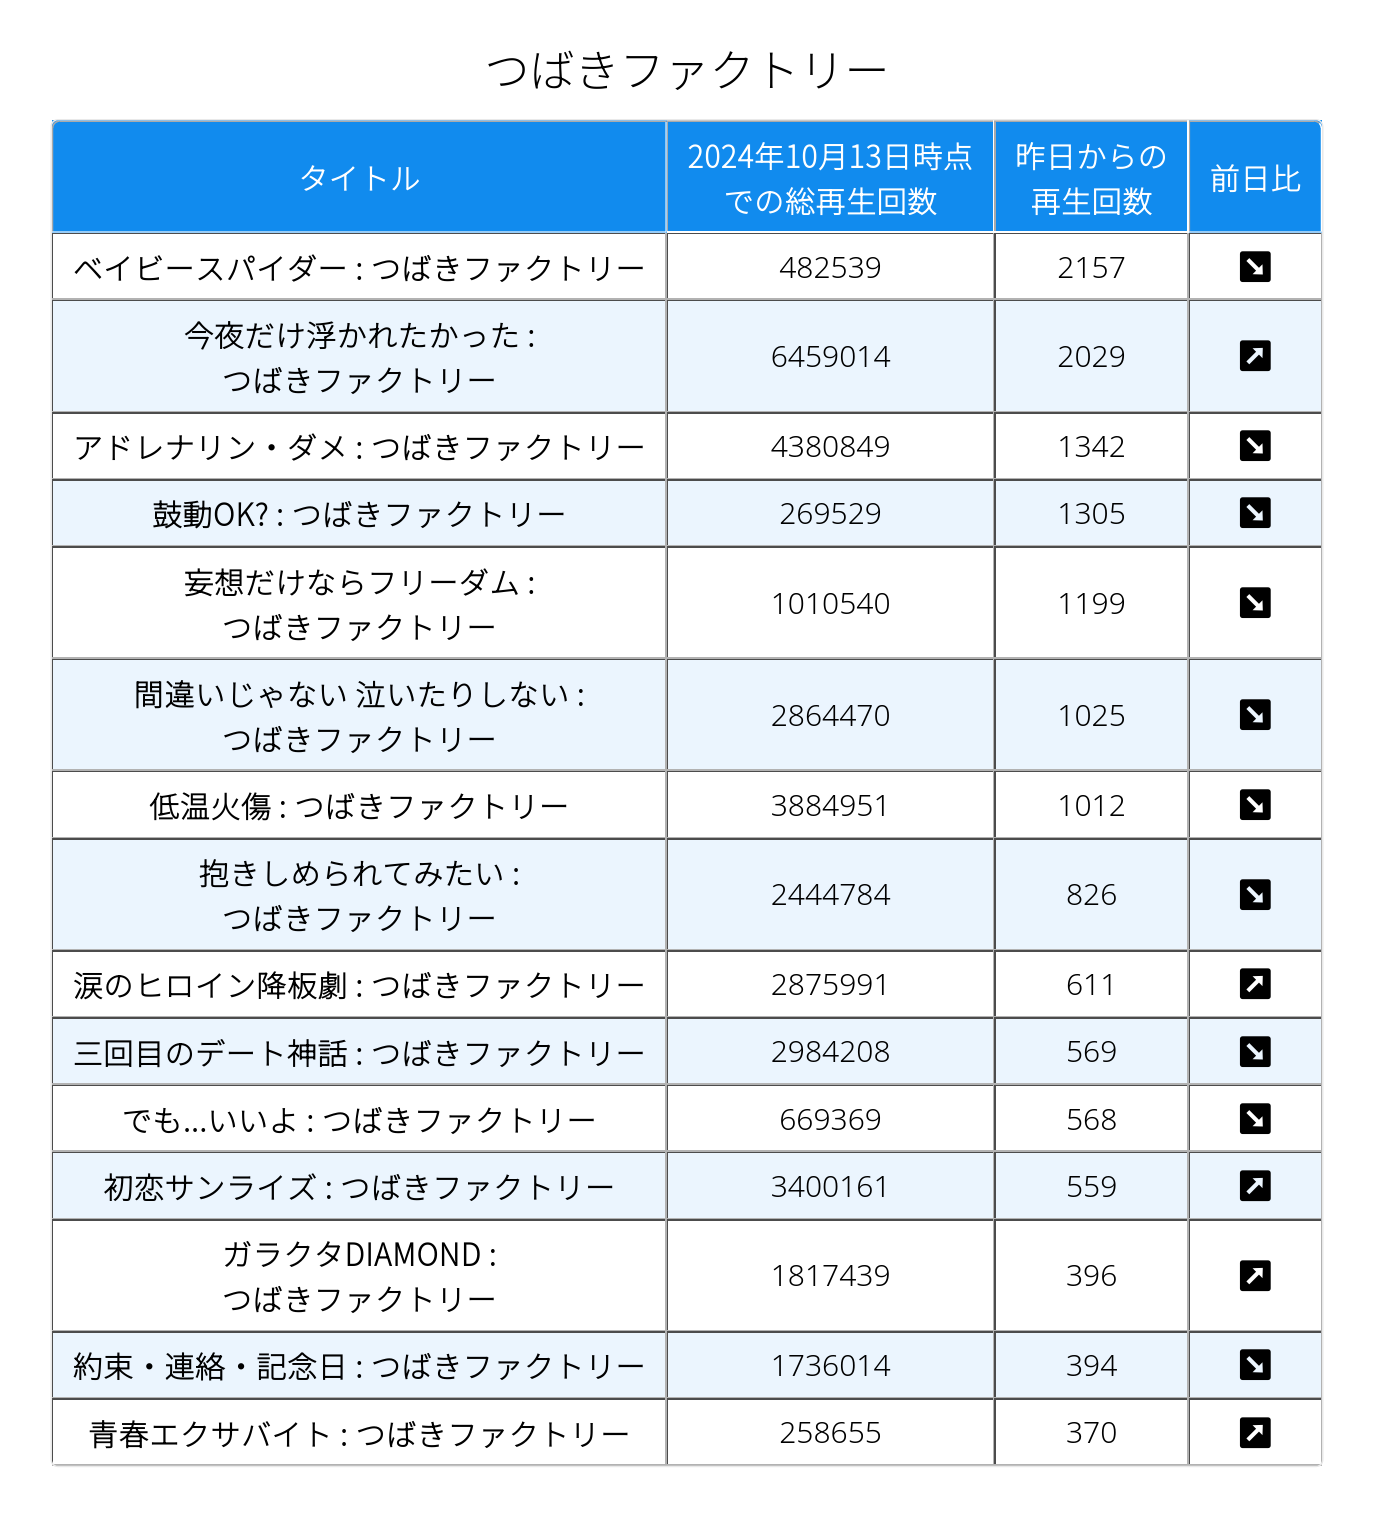 つばきファクトリー
タイトル
2024年10月13日時点
での総再生回数
昨日からの
再生回数
前日比
ベイビースパイダー : つばきファクトリー
482539
2157
今夜だけ浮かれたかった :
つばきファクトリー
6459014
2029
アドレナリン・ダメ : つばきファクトリー
4380849
1342
鼓動OK? : つばきファクトリー
269529
1305
妄想だけならフリーダム :
つばきファクトリー
1010540
1199
間違いじゃない 泣いたりしない :
つばきファクトリー
2864470
1025
低温火傷 : つばきファクトリー
3884951
1012
抱きしめられてみたい :
つばきファクトリー
2444784
826
涙のヒロイン降板劇 : つばきファクトリー
2875991
611
三回目のデート神話 : つばきファクトリー
2984208
569
でも...いいよ : つばきファクトリー
669369
568
初恋サンライズ : つばきファクトリー
3400161
559
ガラクタDIAMOND :
つばきファクトリー
1817439
396
約束・連絡・記念日 : つばきファクトリー
1736014
394
青春エクサバイト : つばきファクトリー
258655
370